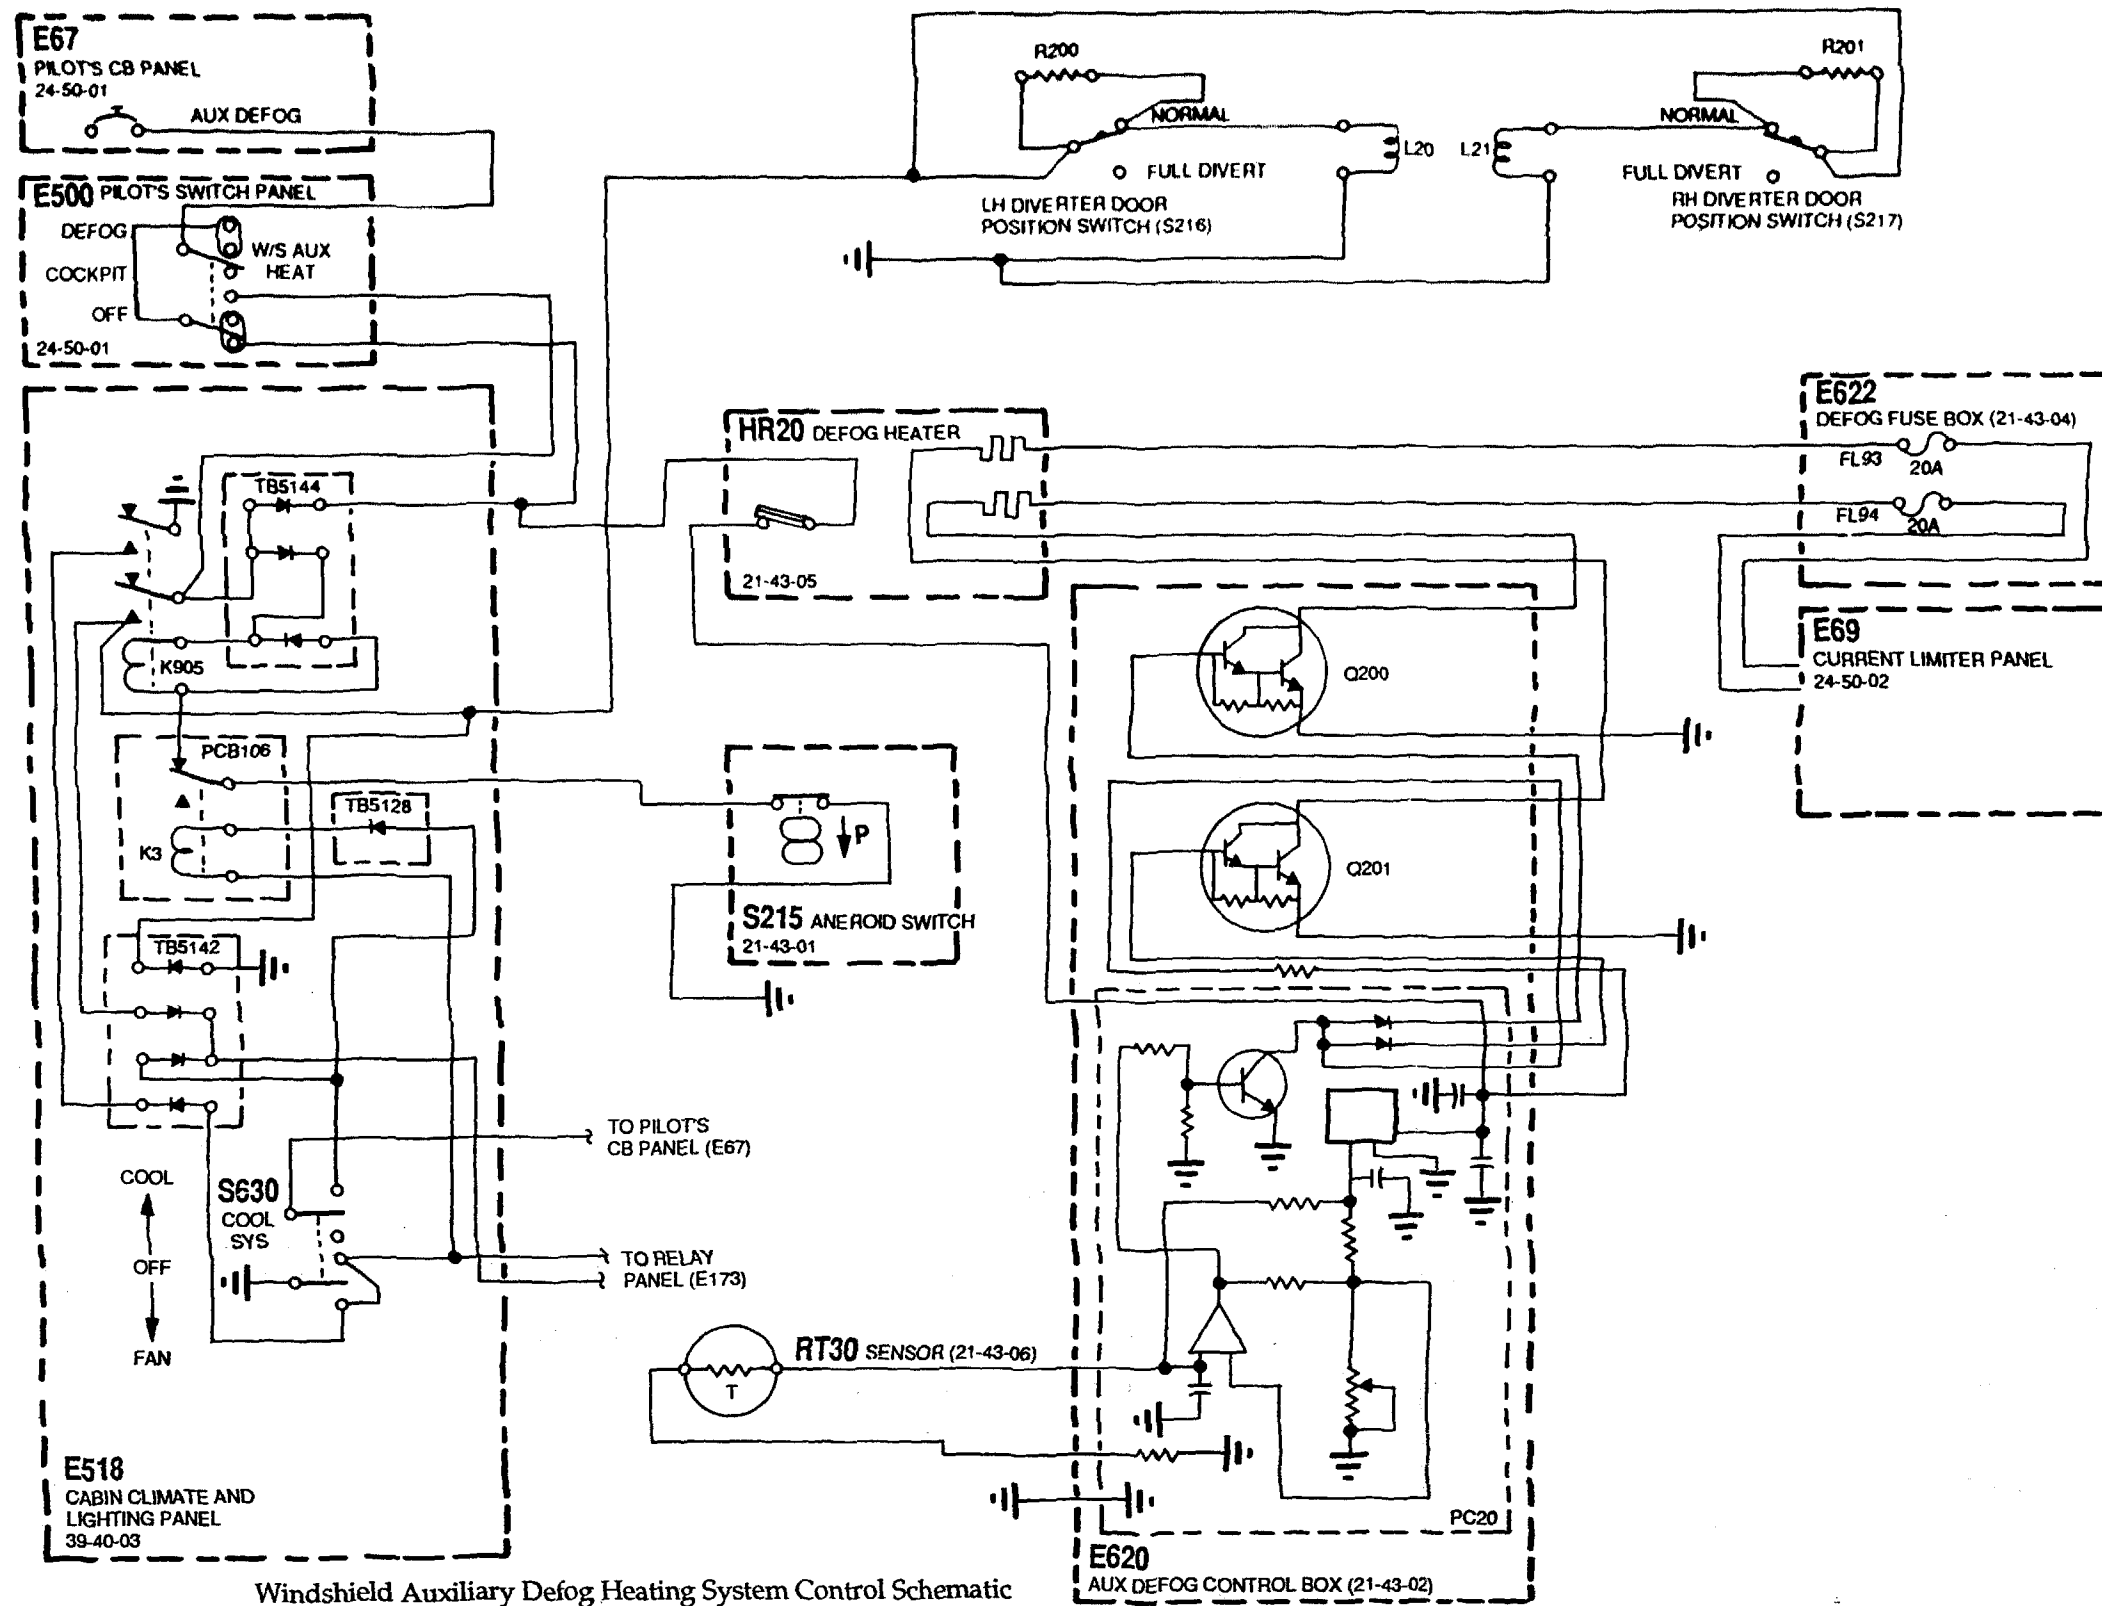 E67
PILOT'S CB PANEL
24-50-01
AUX DEFOG
E500 PILOT'S SWITCH PANEL
DEFOG
W/S AUX
HEAT
COCKPIT
OFF
24-50-01
R200
NORMAL
FULL DIVERT
LH DIVERTER DOOR
POSITION SWITCH (S216)
L20
L21
R201
NORMAL
FULL DIVERT
RH DIVERTER DOOR
POSITION SWITCH (S217)
HR20 DEFOG HEATER
21-43-05
E622
DEFOG FUSE BOX (21-43-04)
FL93
20A
FL94
20A
E69
CURRENT LIMITER PANEL
24-50-02
TB5144
K905
PCB106
TB5128
K3
TB5142
P
S215 ANEROID SWITCH
21-43-01
Q200
Q201
TO PILOT'S
CB PANEL (E67)
COOL
S630
COOL
SYS
OFF
FAN
TO RELAY
PANEL (E173)
RT30 SENSOR (21-43-06)
T
E518
CABIN CLIMATE AND
LIGHTING PANEL
39-40-03
PC20
E620
AUX DEFOG CONTROL BOX (21-43-02)
Windshield Auxiliary Defog Heating System Control Schematic